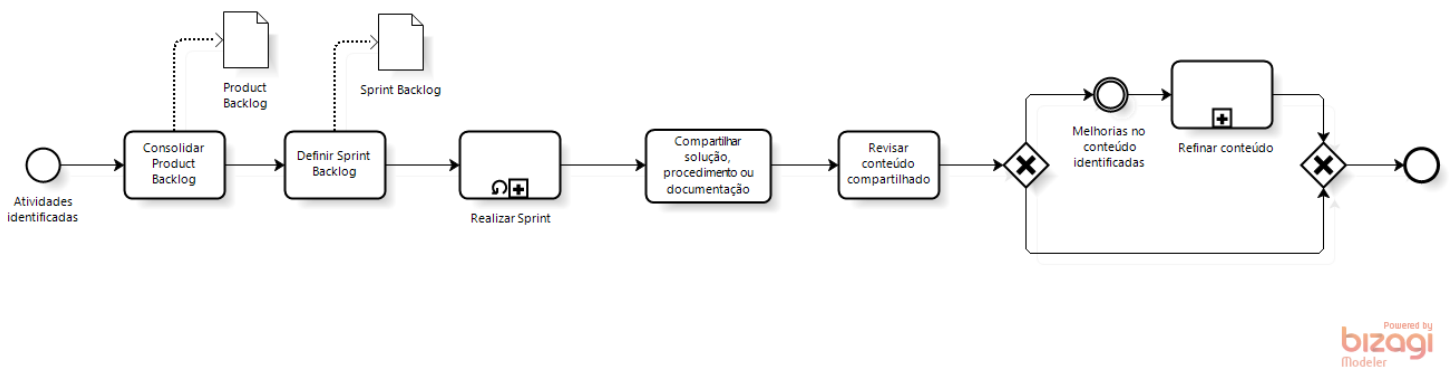 Product
Backlog
Sprint Backlog
Consolidar
Product
Backlog
Definir Sprint
Backlog
Compartilhar
solução,
procedimento ou
documentação
Revisar
conteúdo
compartilhado
Melhorias no
conteúdo
identificadas
Refinar conteúdo
Atividades
identificadas
Realizar Sprint
Powered by
bizagi
Modeler